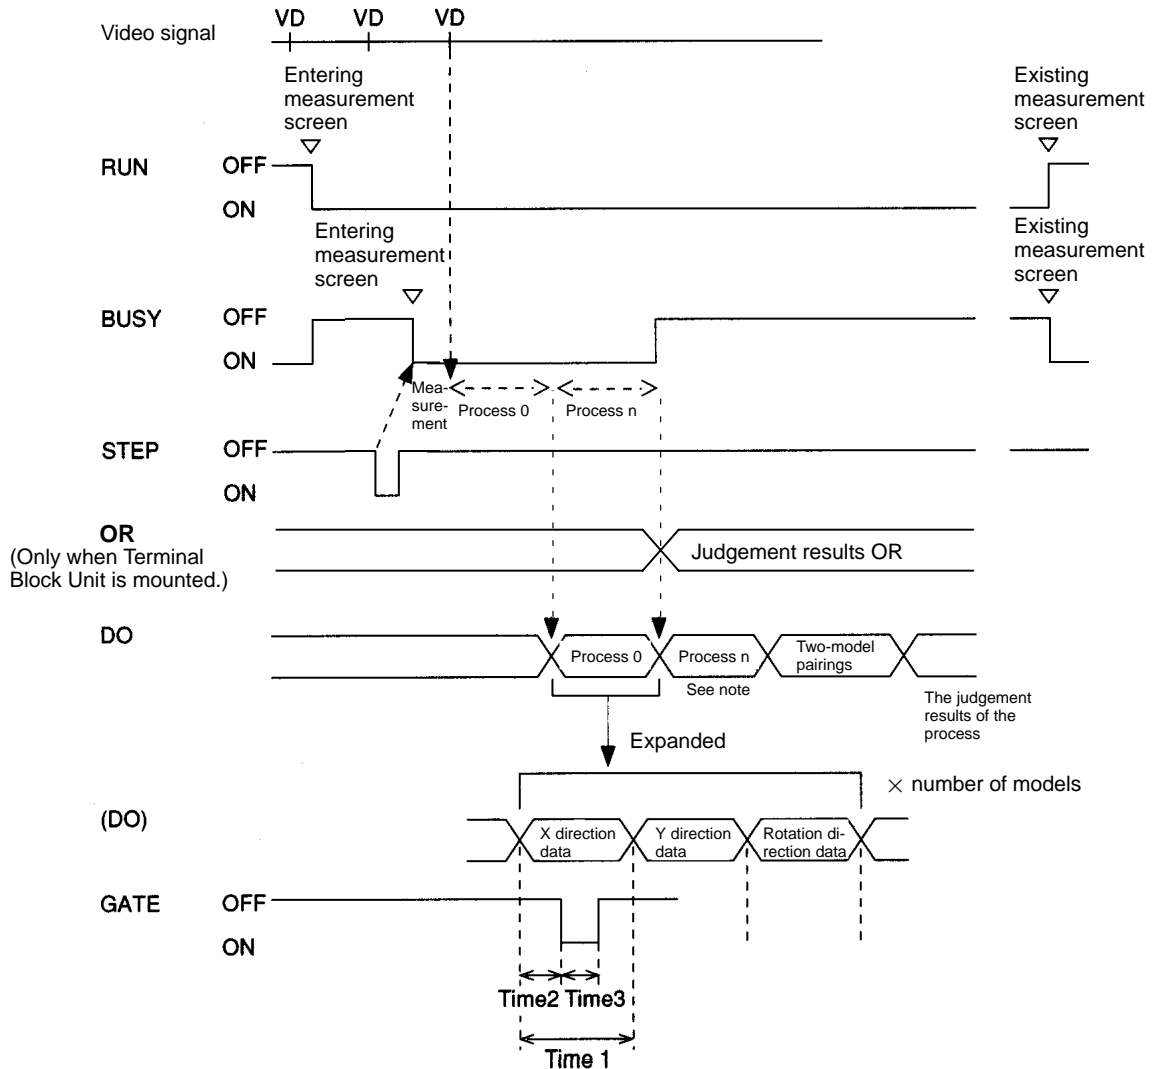 VD VD VD
Video signal
Entering
measurement
screen
Existing
measurement
screen
RUN OFF
ON
Entering
measurement
screen
Existing
measurement
screen
BUSY OFF
ON
Mea-
sure-
ment
Process 0 Process n
STEP OFF
ON
OR
(Only when Terminal
Block Unit is mounted.)
Judgement results OR
DO
Process 0 Process n
Two-model
pairings
See note
The judgement
results of the
process
Expanded
× number of models
(DO)
X direction
data
Y direction
data
Rotation di-
rection data
GATE OFF
ON
Time2 Time3
Time 1